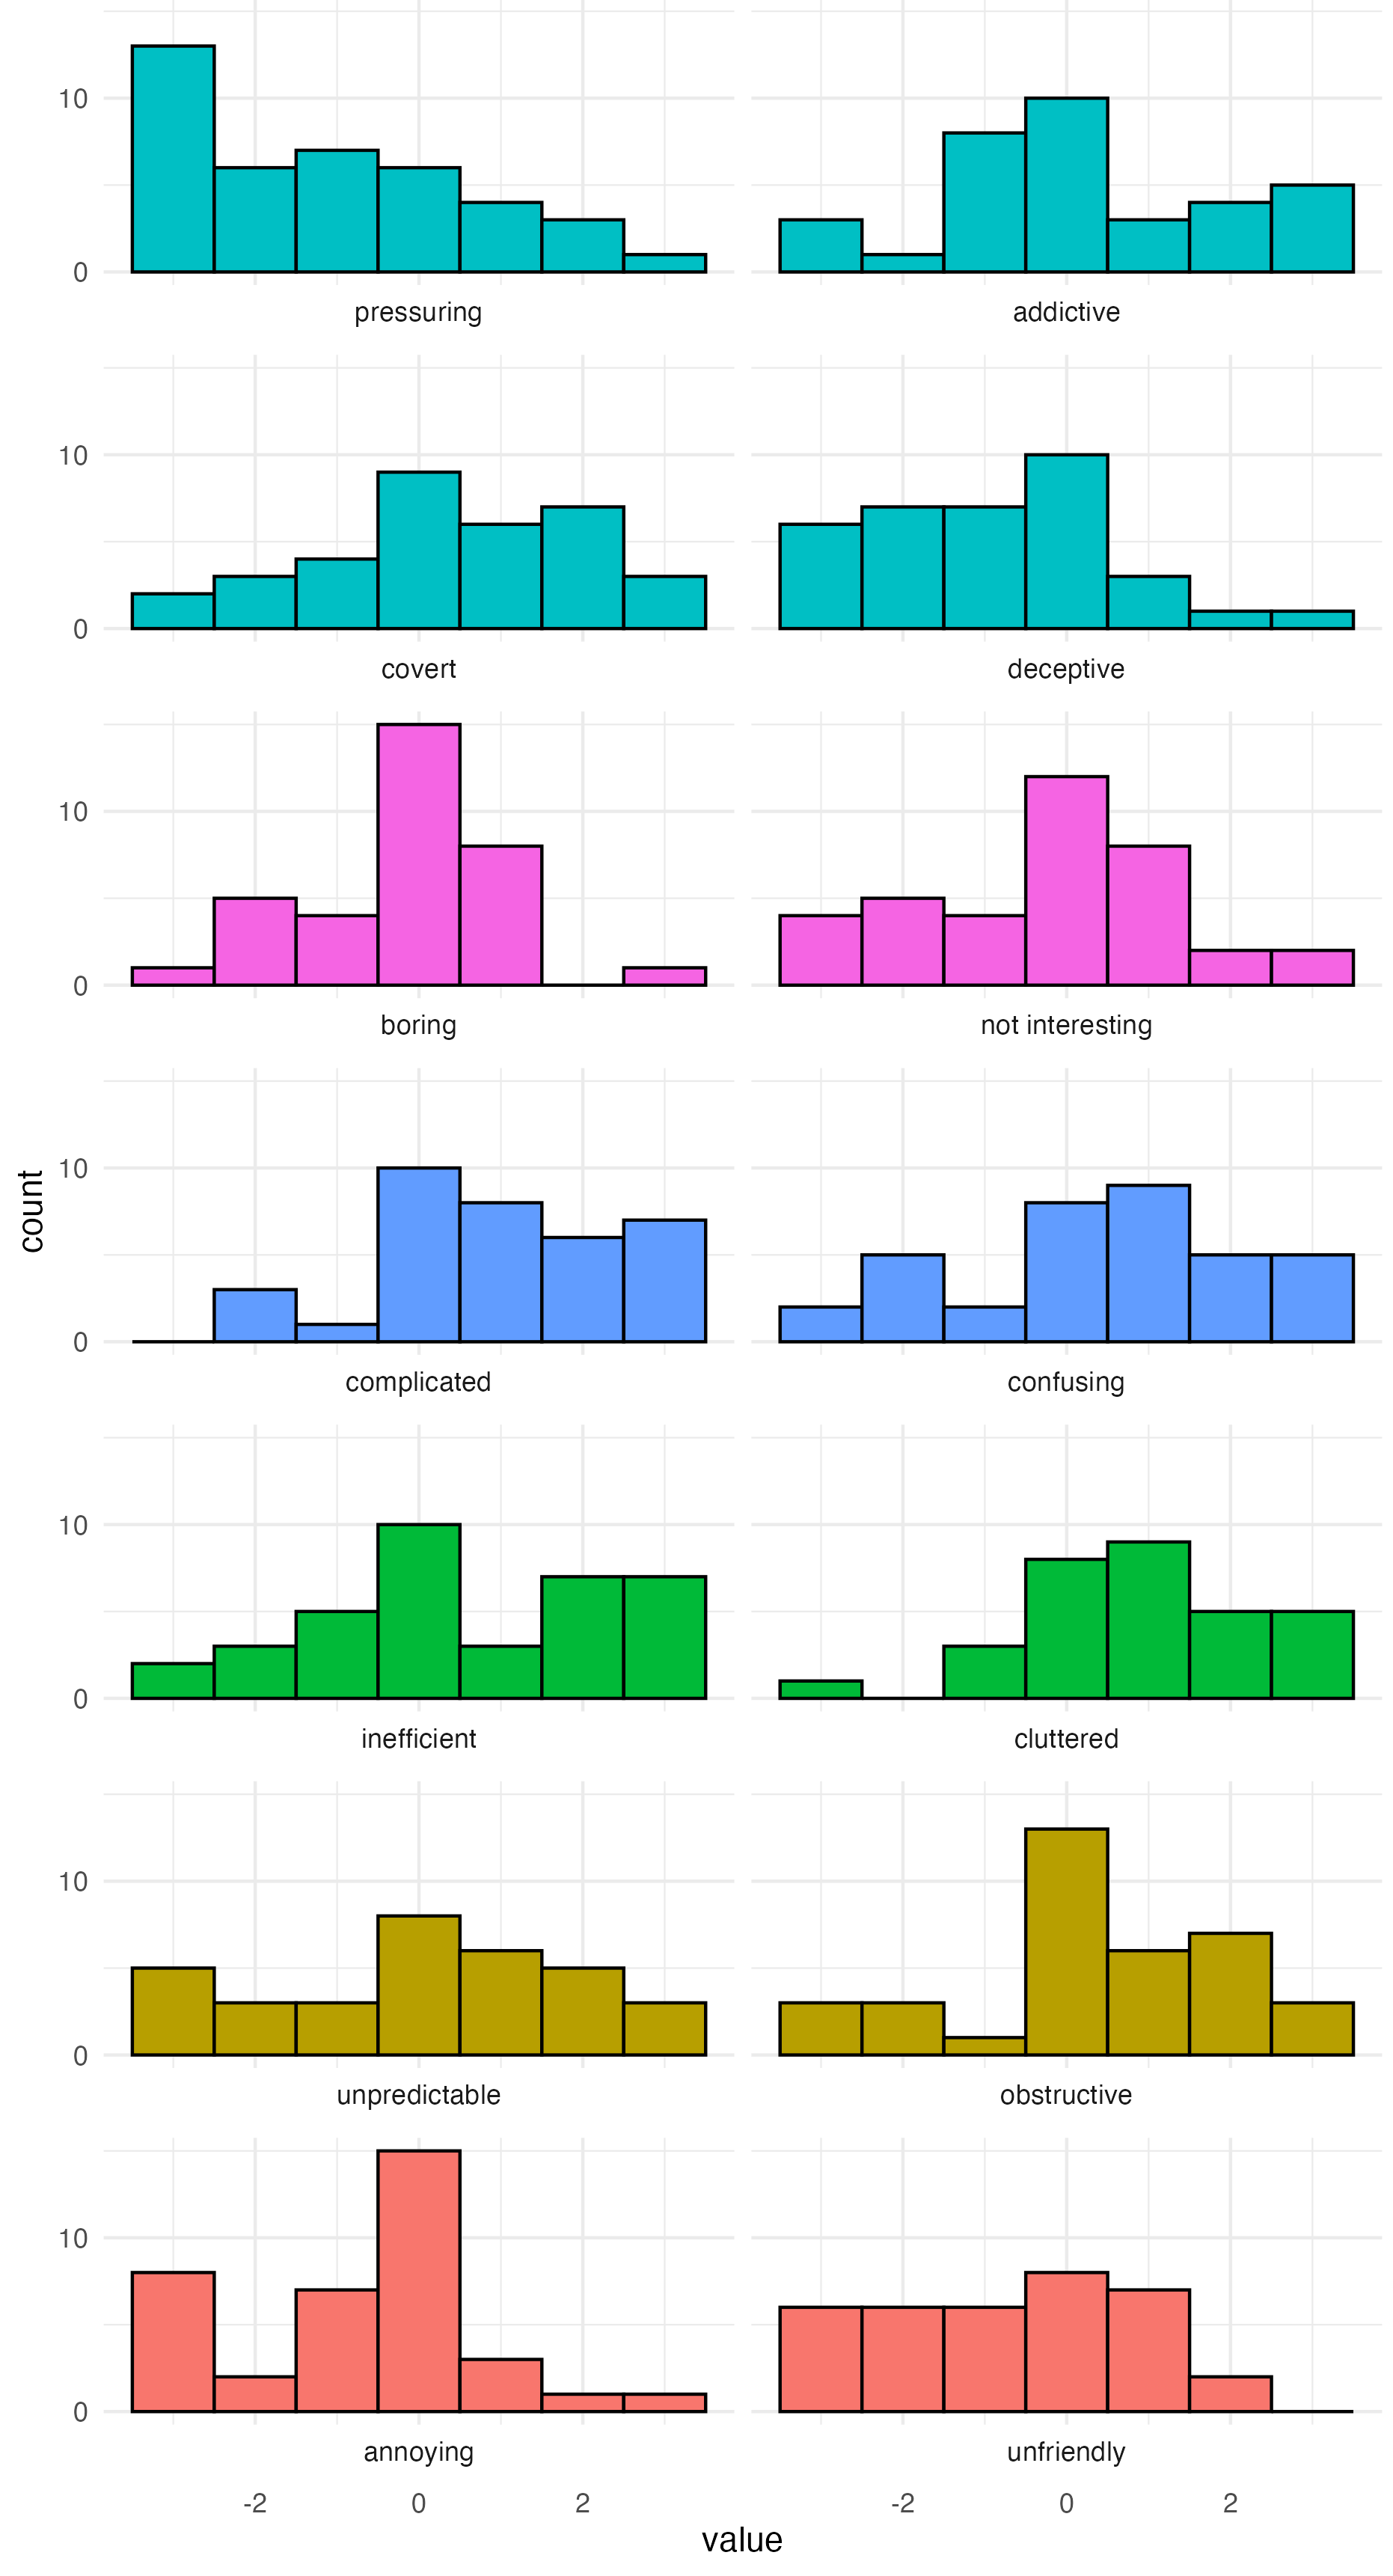 10
0
pressuring
addictive
10
0
covert
deceptive
10
0
boring
not interesting
count
10
0
complicated
confusing
10
0
inefficient
cluttered
10
0
unpredictable
obstructive
10
0
annoying
unfriendly
-2 0 2
-2 0 2
value